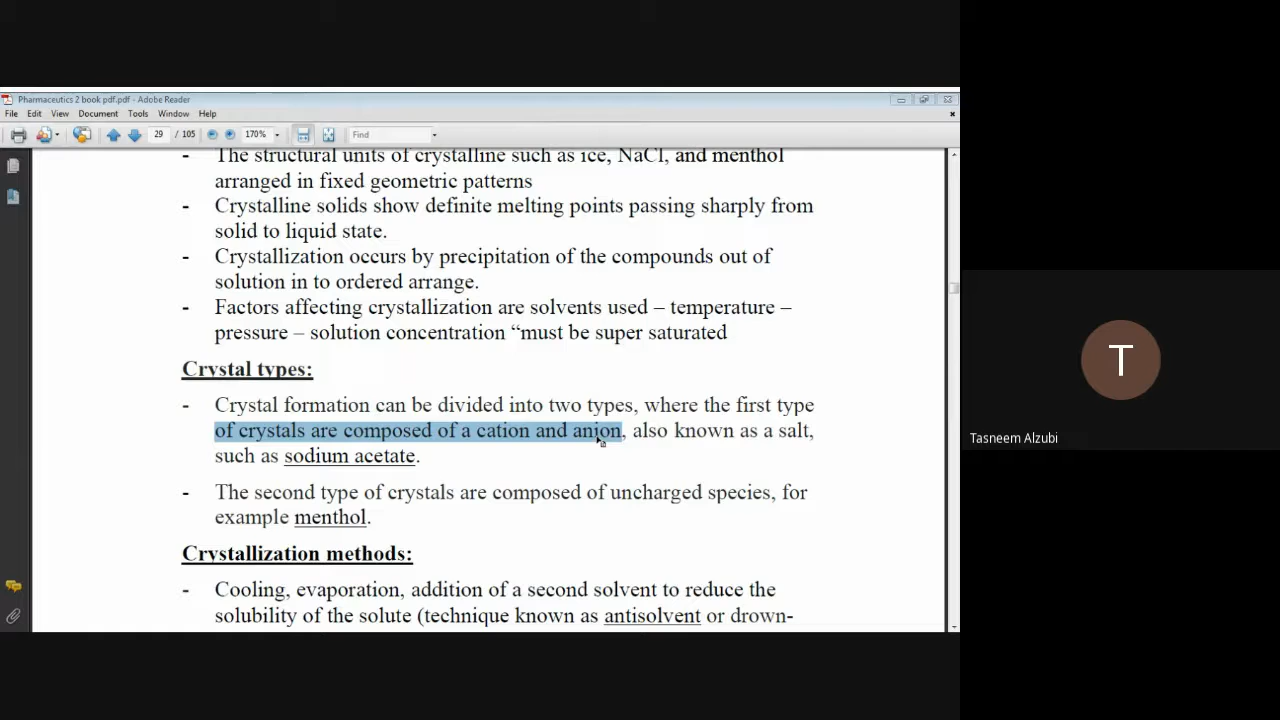 Pharmaceutics 2 book pdf.pdf - Adobe Reader
File Edit View Document Tools Window Help
29 / 105 170% Find
- The structural units of crystalline such as ice, NaCl, and menthol
arranged in fixed geometric patterns
- Crystalline solids show definite melting points passing sharply from
solid to liquid state.
- Crystallization occurs by precipitation of the compounds out of
solution in to ordered arrange.
- Factors affecting crystallization are solvents used – temperature –
pressure – solution concentration “must be super saturated
Crystal types:
- Crystal formation can be divided into two types, where the first type
of crystals are composed of a cation and anion, also known as a salt,
such as sodium acetate.
- The second type of crystals are composed of uncharged species, for
example menthol.
Crystallization methods:
- Cooling, evaporation, addition of a second solvent to reduce the
solubility of the solute (technique known as antisolvent or drown-
T
Tasneem Alzubi